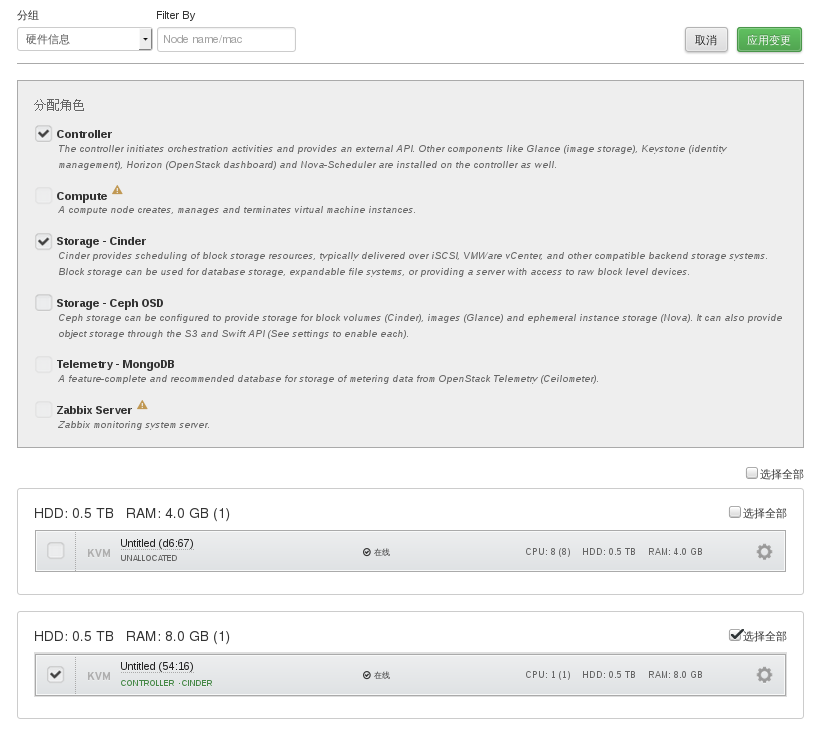 分组 Filter By
硬件信息 Node name/mac 取消 应用变更
分配角色
Controller
The controller initiates orchestration activities and provides an external API. Other components like Glance (image storage), Keystone (identity
management), Horizon (OpenStack dashboard) and Nova-Scheduler are installed on the controller as well.
Compute
A compute node creates, manages and terminates virtual machine instances.
Storage - Cinder
Cinder provides scheduling of block storage resources, typically delivered over iSCSI, VMWare vCenter, and other compatible backend storage systems.
Block storage can be used for database storage, expandable file systems, or providing a server with access to raw block level devices.
Storage - Ceph OSD
Ceph storage can be configured to provide storage for block volumes (Cinder), images (Glance) and ephemeral instance storage (Nova). It can also provide
object storage through the S3 and Swift API (See settings to enable each).
Telemetry - MongoDB
A feature-complete and recommended database for storage of metering data from OpenStack Telemetry (Ceilometer).
Zabbix Server
Zabbix monitoring system server.
选择全部
HDD: 0.5 TB RAM: 4.0 GB (1) 选择全部
KVM Untitled (d6:67) 在线 CPU: 8 (8) HDD: 0.5 TB RAM: 4.0 GB
UNALLOCATED
HDD: 0.5 TB RAM: 8.0 GB (1) 选择全部
KVM Untitled (54:16) 在线 CPU: 1 (1) HDD: 0.5 TB RAM: 8.0 GB
CONTROLLER · CINDER